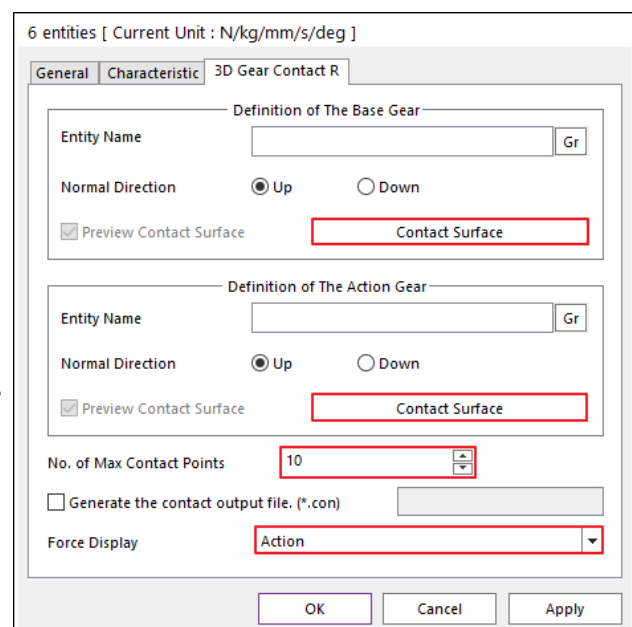 6 entities [ Current Unit : N/kg/mm/s/deg ]
General Characteristic 3D Gear Contact R
Definition of The Base Gear
Entity Name Gr
Normal Direction Up Down
Preview Contact Surface Contact Surface
Definition of The Action Gear
Entity Name Gr
Normal Direction Up Down
Preview Contact Surface Contact Surface
No. of Max Contact Points 10
Generate the contact output file. (*.con)
Force Display Action
OK Cancel Apply